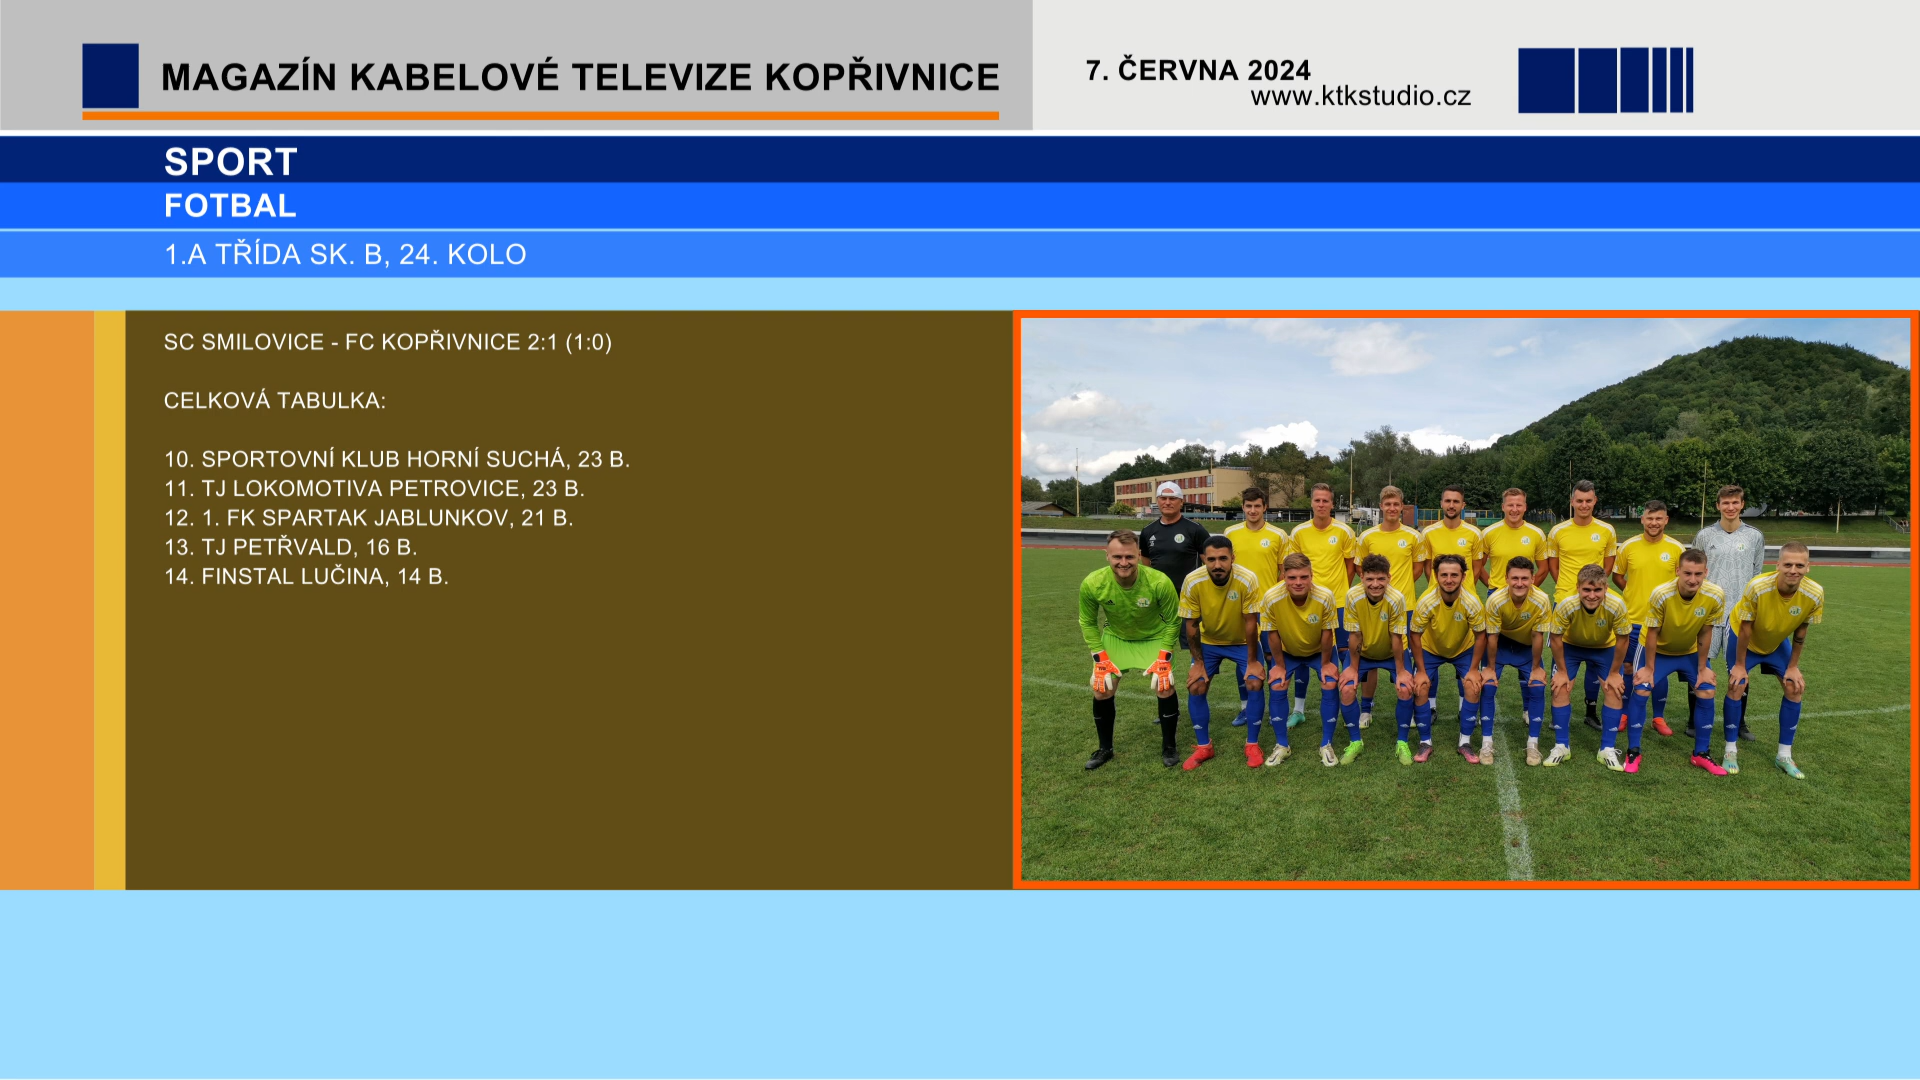 MAGAZÍN KABELOVÉ TELEVIZE KOPŘIVNICE
7. ČERVNA 2024
www.ktkstudio.cz
SPORT
FOTBAL
1.A TŘÍDA SK. B, 24. KOLO
SC SMILOVICE - FC KOPŘIVNICE 2:1 (1:0)
CELKOVÁ TABULKA:
10. SPORTOVNÍ KLUB HORNÍ SUCHÁ, 23 B.
11. TJ LOKOMOTIVA PETROVICE, 23 B.
12. 1. FK SPARTAK JABLUNKOV, 21 B.
13. TJ PETŘVALD, 16 B.
14. FINSTAL LUČINA, 14 B.